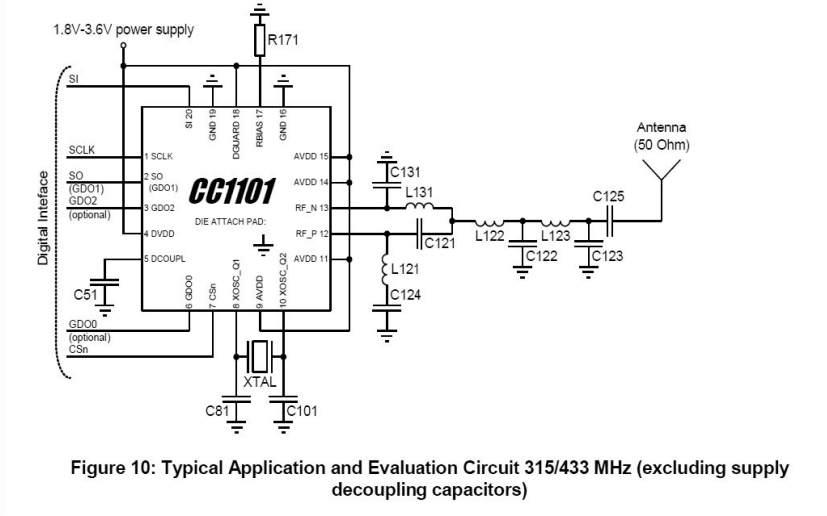 1.8V-3.6V power supply
R171
SI
SI 20
GND 19
DGUARD 18
RBIAS 17
GND 16
Antenna
(50 Ohm)
SCLK
1 SCLK
AVDD 15
C131
SO
(GDO1)
2 SO
(GDO1)
CC1101
AVDD 14
L131
C125
GDO2
(optional)
3 GDO2
DIE ATTACH PAD:
RF_N 13
4 DVDD
RF_P 12
C121
L122
C122
L123
C123
5 DCOUPL
AVDD 11
L121
C51
C124
6 GDO0
7 CSn
8 XOSC_Q1
9 AVDD
10 XOSC_Q2
GDO0
(optional)
CSn
Digital Inteface
XTAL
C81
C101
Figure 10: Typical Application and Evaluation Circuit 315/433 MHz (excluding supply
decoupling capacitors)